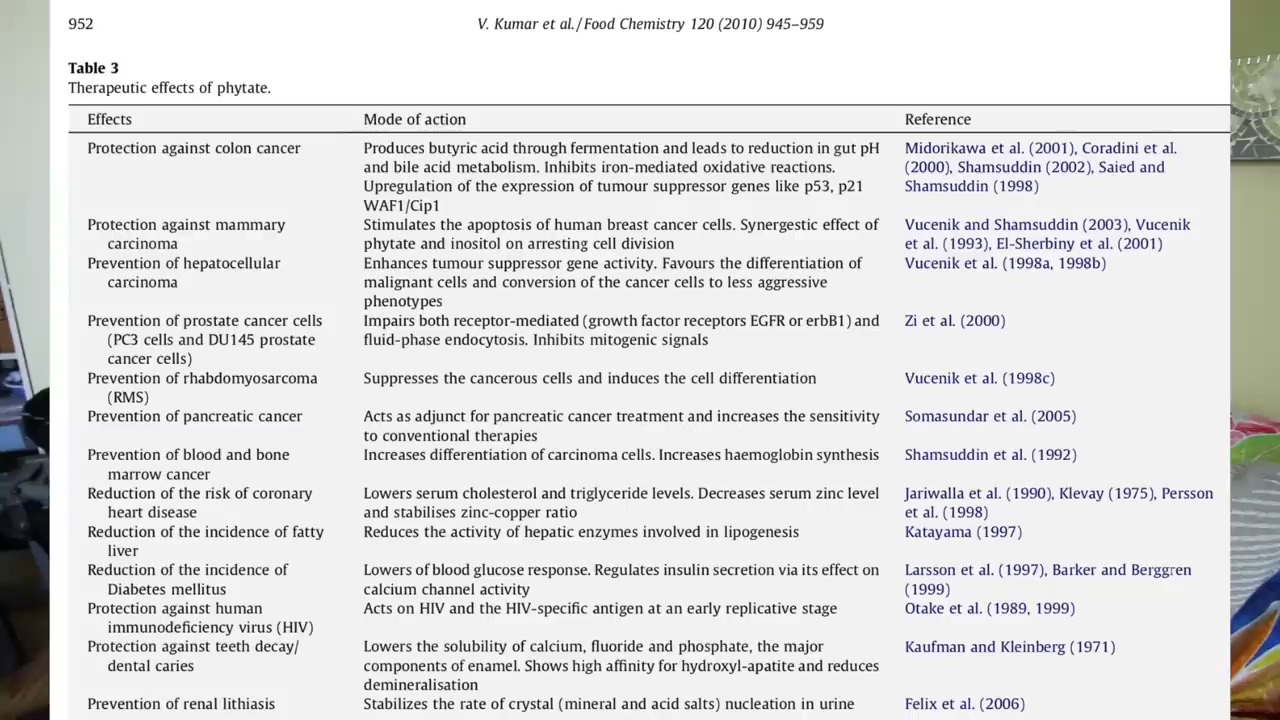 952
V. Kumar et al./Food Chemistry 120 (2010) 945–959
Table 3
Therapeutic effects of phytate.
Effects Mode of action Reference
Protection against colon cancer Produces butyric acid through fermentation and leads to reduction in gut pH Midorikawa et al. (2001), Coradini et al.
and bile acid metabolism. Inhibits iron-mediated oxidative reactions. (2000), Shamsuddin (2002), Saied and
Upregulation of the expression of tumour suppressor genes like p53, p21 Shamsuddin (1998)
WAF1/Cip1
Protection against mammary Stimulates the apoptosis of human breast cancer cells. Synergestic effect of Vucenik and Shamsuddin (2003), Vucenik
carcinoma phytate and inositol on arresting cell division et al. (1993), El-Sherbiny et al. (2001)
Prevention of hepatocellular Enhances tumour suppressor gene activity. Favours the differentiation of Vucenik et al. (1998a, 1998b)
carcinoma malignant cells and conversion of the cancer cells to less aggressive
phenotypes
Prevention of prostate cancer cells Impairs both receptor-mediated (growth factor receptors EGFR or erbB1) and Zi et al. (2000)
(PC3 cells and DU145 prostate fluid-phase endocytosis. Inhibits mitogenic signals
cancer cells)
Prevention of rhabdomyosarcoma Suppresses the cancerous cells and induces the cell differentiation Vucenik et al. (1998c)
(RMS)
Prevention of pancreatic cancer Acts as adjunct for pancreatic cancer treatment and increases the sensitivity Somasundar et al. (2005)
to conventional therapies
Prevention of blood and bone Increases differentiation of carcinoma cells. Increases haemoglobin synthesis Shamsuddin et al. (1992)
marrow cancer
Reduction of the risk of coronary Lowers serum cholesterol and triglyceride levels. Decreases serum zinc level Jariwalla et al. (1990), Klevay (1975), Persson
heart disease and stabilises zinc-copper ratio et al. (1998)
Reduction of the incidence of fatty Reduces the activity of hepatic enzymes involved in lipogenesis Katayama (1997)
liver
Reduction of the incidence of Lowers of blood glucose response. Regulates insulin secretion via its effect on Larsson et al. (1997), Barker and Berggren
Diabetes mellitus calcium channel activity (1999)
Protection against human Acts on HIV and the HIV-specific antigen at an early replicative stage Otake et al. (1989, 1999)
immunodeficiency virus (HIV)
Protection against teeth decay/ Lowers the solubility of calcium, fluoride and phosphate, the major Kaufman and Kleinberg (1971)
dental caries components of enamel. Shows high affinity for hydroxyl-apatite and reduces
demineralisation
Prevention of renal lithiasis Stabilizes the rate of crystal (mineral and acid salts) nucleation in urine Felix et al. (2006)